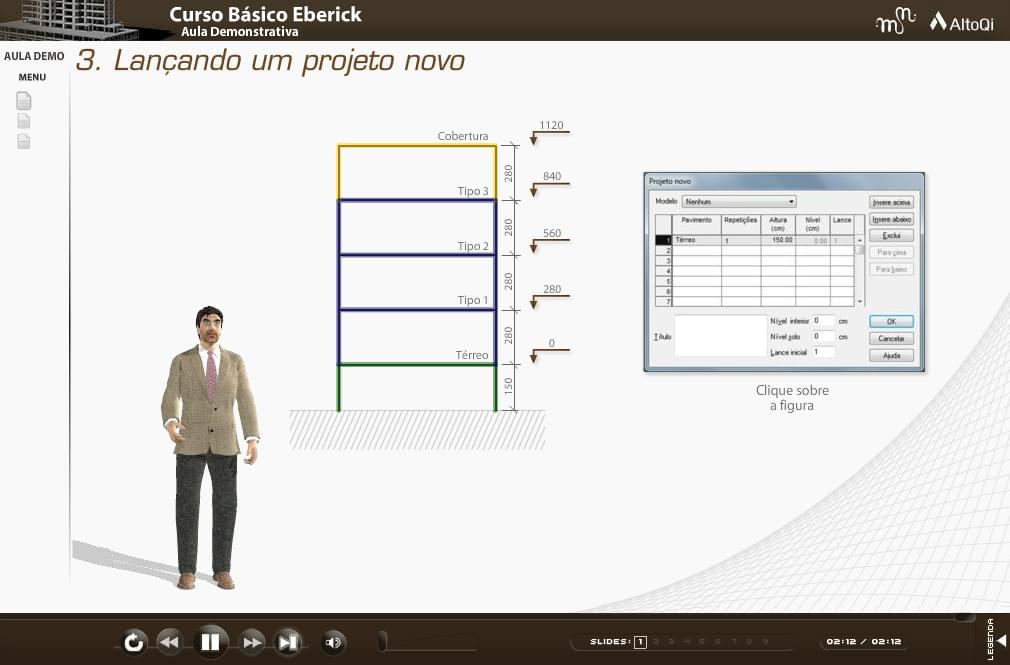 Curso Básico Eberick
Aula Demonstrativa
AltoQi
AULA DEMO
MENU
3. Lançando um projeto novo
Cobertura
Tipo 3
Tipo 2
Tipo 1
Térreo
280
280
280
280
150
1120
840
560
280
0
Projeto novo
Modelo Nenhum
Pavimento Repetições Altura (cm) Nível (cm) Lance
1 Térreo 1 150.00 0.00 1
2
3
4
5
6
7
Insere acima
Insere abaixo
Exclui
Para cima
Para baixo
Título
Nível inferior 0 cm
Nível solo 0 cm
Lance inicial 1
OK
Cancelar
Ajuda
Clique sobre
a figura
SLIDES: 1 2 3 4 5 6 7 8 9
02:12 / 02:12
LEGENDA